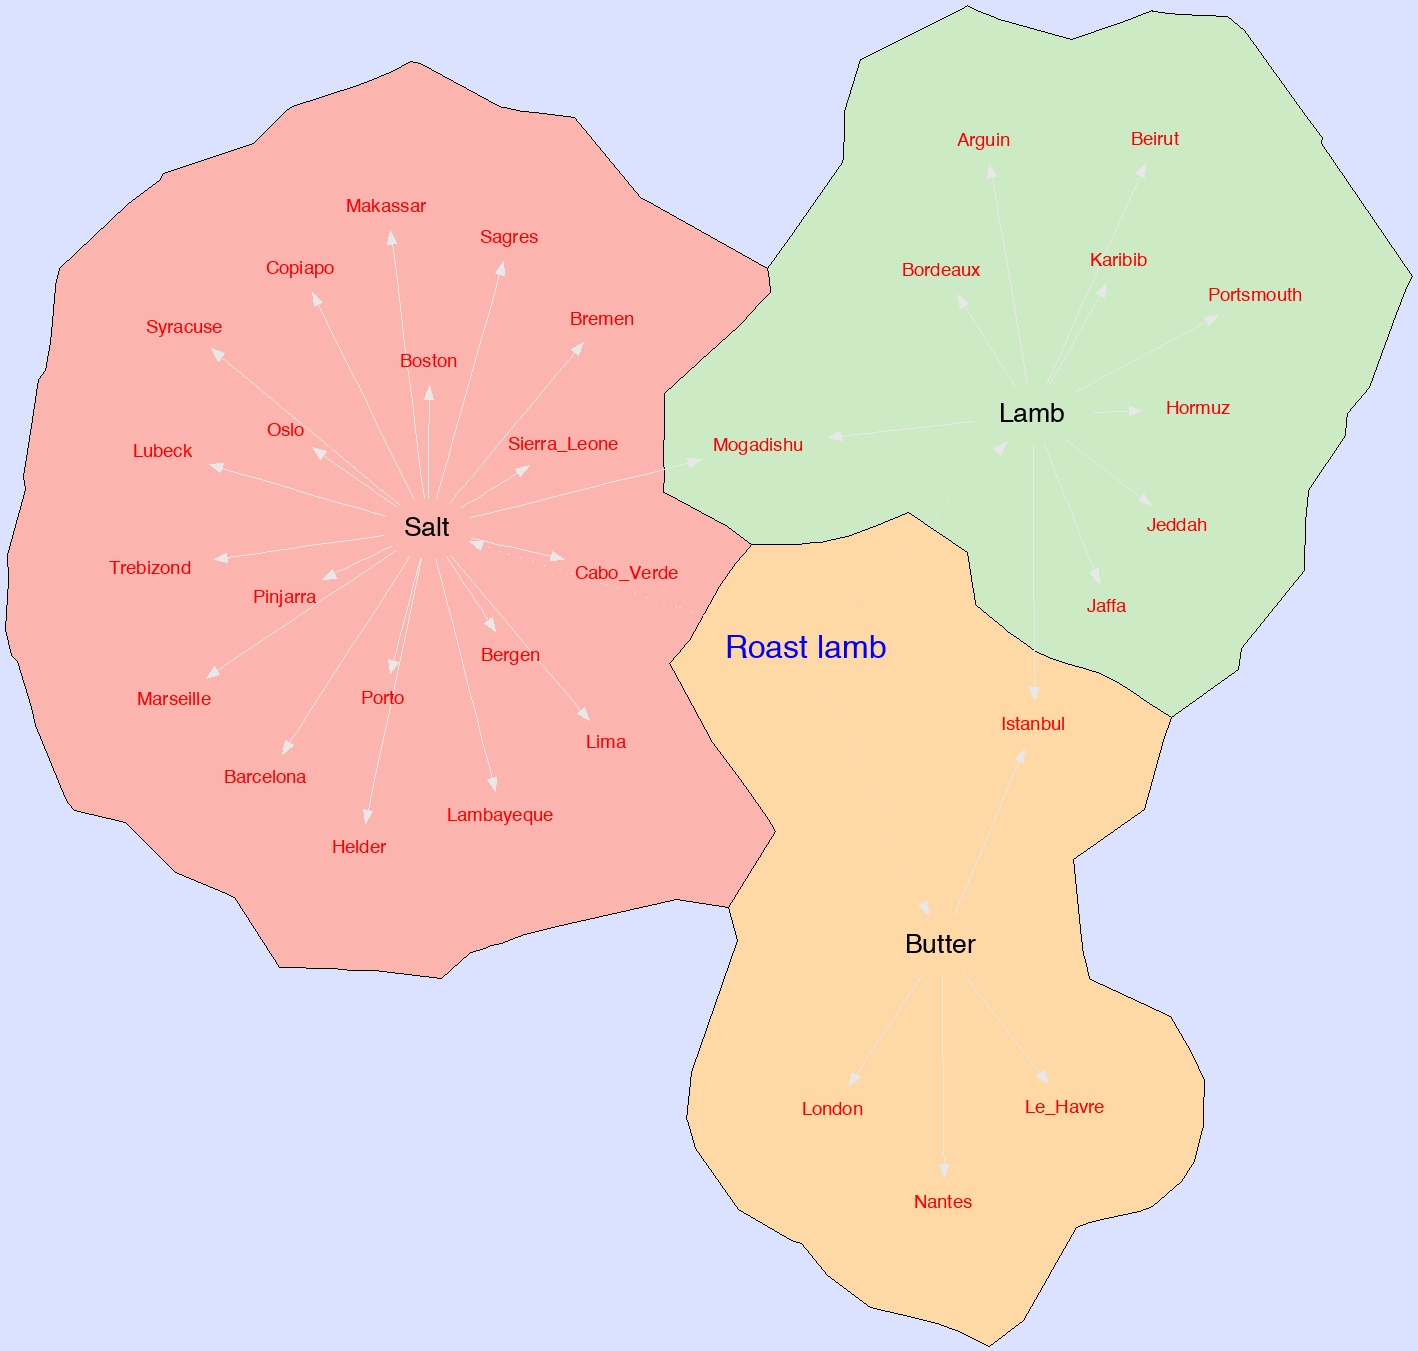 Arguin
Beirut
Makassar
Sagres
Copiapo
Bordeaux
Karibib
Portsmouth
Syracuse
Bremen
Boston
Lamb
Hormuz
Oslo
Sierra_Leone
Mogadishu
Lubeck
Salt
Jeddah
Trebizond
Cabo_Verde
Pinjarra
Jaffa
Bergen
Roast lamb
Marseille
Porto
Istanbul
Lima
Barcelona
Lambayeque
Helder
Butter
London
Le_Havre
Nantes